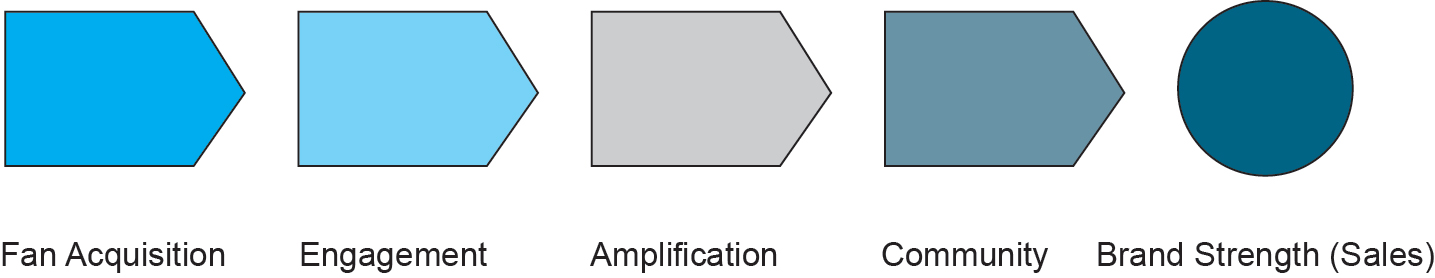 Fan Acquisition Engagement Amplification Community Brand Strength (Sales)